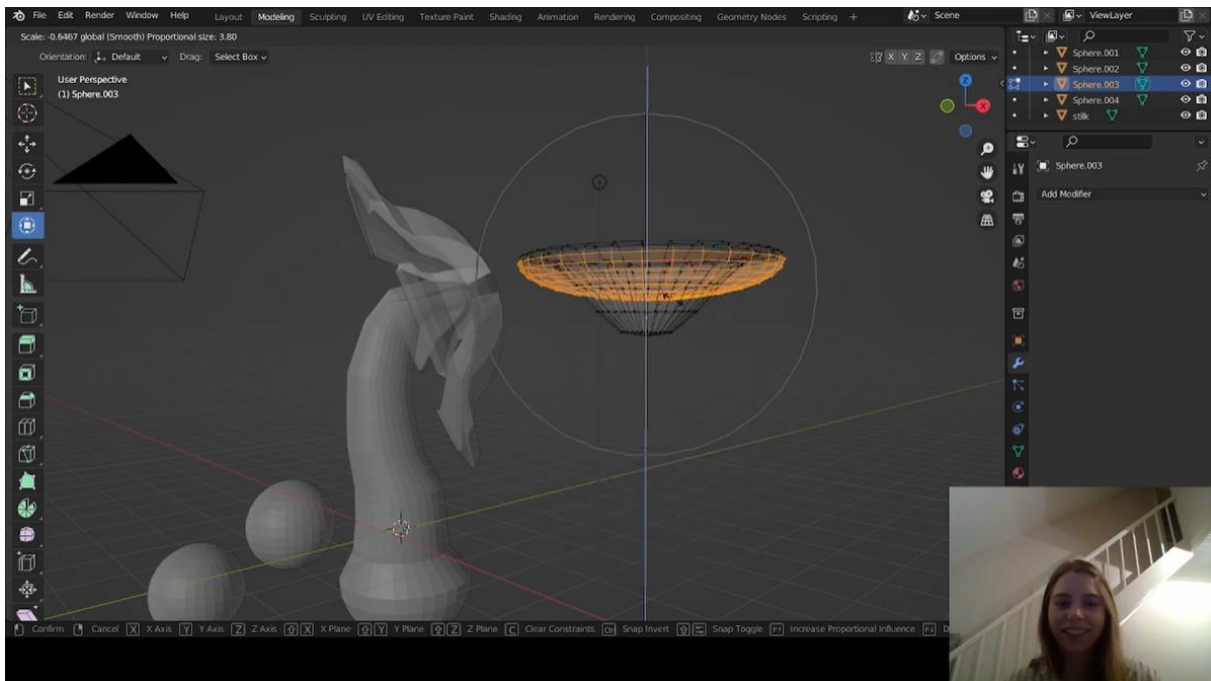 File Edit Render Window Help Layout Modeling Sculpting UV Editing Texture Paint Shading Animation Rendering Compositing Geometry Nodes Scripting + Scene ViewLayer
Scale: -0.6467 global (Smooth) Proportional size: 3.80
Orientation: Default Drag: Select Box X Y Z Options
User Perspective
(1) Sphere.003
Z
X
Sphere.001
Sphere.002
Sphere.003
Sphere.004
stilk
Sphere.003
Add Modifier
Confirm Cancel X X Axis Y Y Axis Z Z Axis X X Plane Y Y Plane Z Z Plane C Clear Constraints Snap Invert Snap Toggle Increase Proportional Influence D